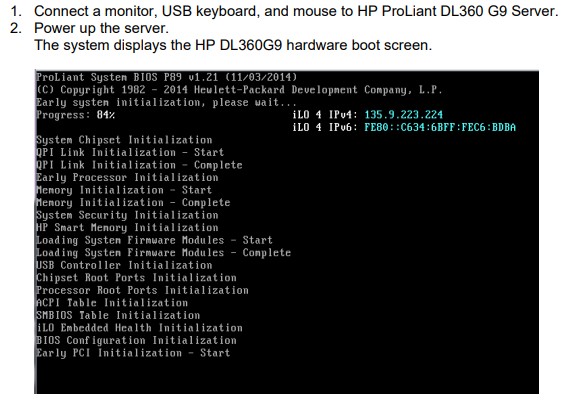 1. Connect a monitor, USB keyboard, and mouse to HP ProLiant DL360 G9 Server.
2. Power up the server.
The system displays the HP DL360G9 hardware boot screen.
ProLiant System BIOS P89 v1.21 (11/03/2014)
(C) Copyright 1982 - 2014 Hewlett-Packard Development Company, L.P.
Early system initialization, please wait...
Progress: 84% iLO 4 IPv4: 135.9.223.224
iLO 4 IPv6: FE80::C634:6BFF:FEC6:BDBA
System Chipset Initialization
QPI Link Initialization - Start
QPI Link Initialization - Complete
Early Processor Initialization
Memory Initialization - Start
Memory Initialization - Complete
System Security Initialization
HP Smart Memory Initialization
Loading System Firmware Modules - Start
Loading System Firmware Modules - Complete
USB Controller Initialization
Chipset Root Ports Initialization
Processor Root Ports Initialization
ACPI Table Initialization
SMBIOS Table Initialization
iLO Embedded Health Initialization
BIOS Configuration Initialization
Early PCI Initialization - Start